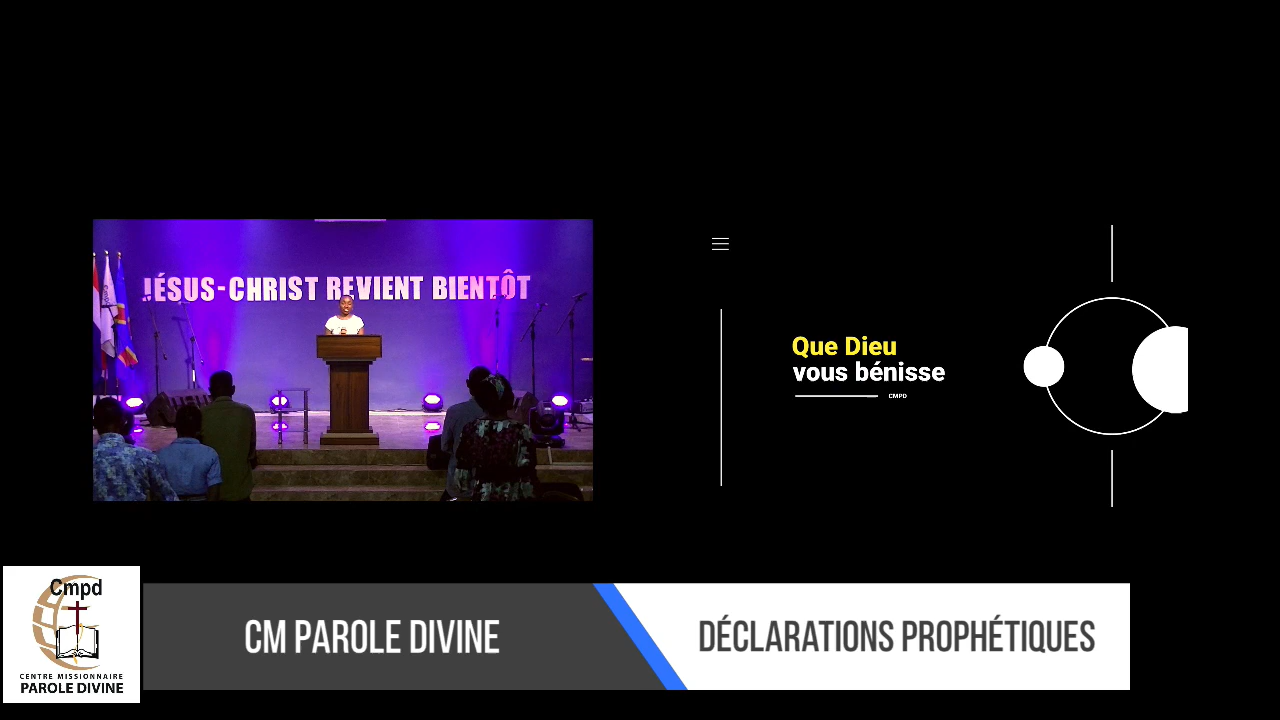 JÉSUS-CHRIST REVIENT BIENTÔT
Que Dieu
vous bénisse
CMPD
Cmpd
CENTRE MISSIONNAIRE
PAROLE DIVINE
CM PAROLE DIVINE
DÉCLARATIONS PROPHÉTIQUES